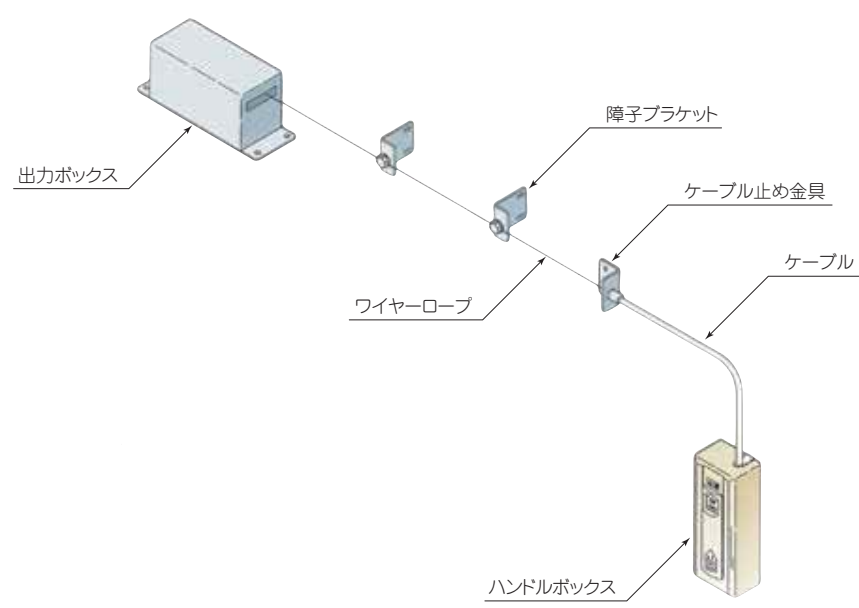 障子ブラケット
出力ボックス
ケーブル止め金具
ケーブル
ワイヤーロープ
ハンドルボックス